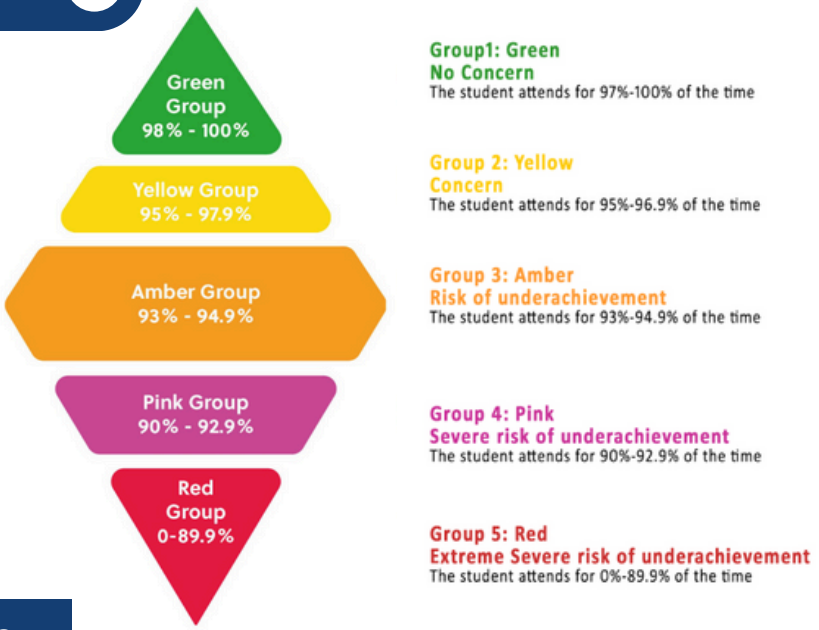 Green
Group
98% - 100%
Yellow Group
95% - 97.9%
Amber Group
93% - 94.9%
Pink Group
90% - 92.9%
Red
Group
0-89.9%
Group1: Green
No Concern
The student attends for 97%-100% of the time
Group 2: Yellow
Concern
The student attends for 95%-96.9% of the time
Group 3: Amber
Risk of underachievement
The student attends for 93%-94.9% of the time
Group 4: Pink
Severe risk of underachievement
The student attends for 90%-92.9% of the time
Group 5: Red
Extreme Severe risk of underachievement
The student attends for 0%-89.9% of the time